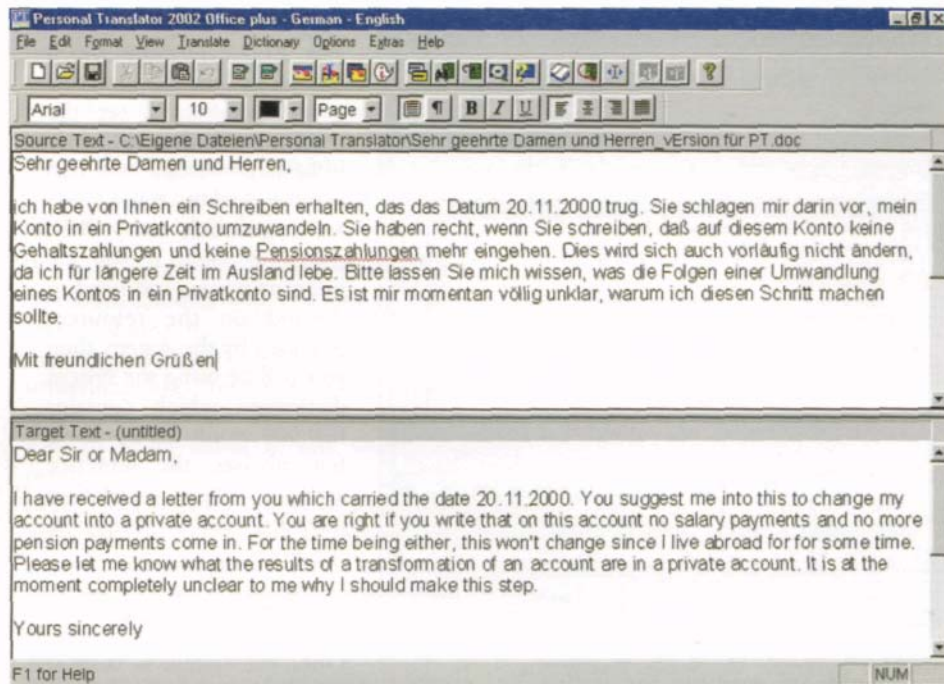 Personal Translator 2002 Office plus - German - English
File Edit Format View Translate Dictionary Options Extras Help
Arial 10 Page B I U
Source Text - C:\Eigene Dateien\Personal Translator\Sehr geehrte Damen und Herren_vErsion für PT.doc
Sehr geehrte Damen und Herren,
ich habe von Ihnen ein Schreiben erhalten, das das Datum 20.11.2000 trug. Sie schlagen mir darin vor, mein
Konto in ein Privatkonto umzuwandeln. Sie haben recht, wenn Sie schreiben, daß auf diesem Konto keine
Gehaltszahlungen und keine Pensionszahlungen mehr eingehen. Dies wird sich auch vorläufig nicht ändern,
da ich für längere Zeit im Ausland lebe. Bitte lassen Sie mich wissen, was die Folgen einer Umwandlung
eines Kontos in ein Privatkonto sind. Es ist mir momentan völlig unklar, warum ich diesen Schritt machen
sollte.
Mit freundlichen Grüßen
Target Text - (untitled)
Dear Sir or Madam,
I have received a letter from you which carried the date 20.11.2000. You suggest me into this to change my
account into a private account. You are right if you write that on this account no salary payments and no more
pension payments come in. For the time being either, this won't change since I live abroad for for some time.
Please let me know what the results of a transformation of an account are in a private account. It is at the
moment completely unclear to me why I should make this step.
Yours sincerely
F1 for Help NUM